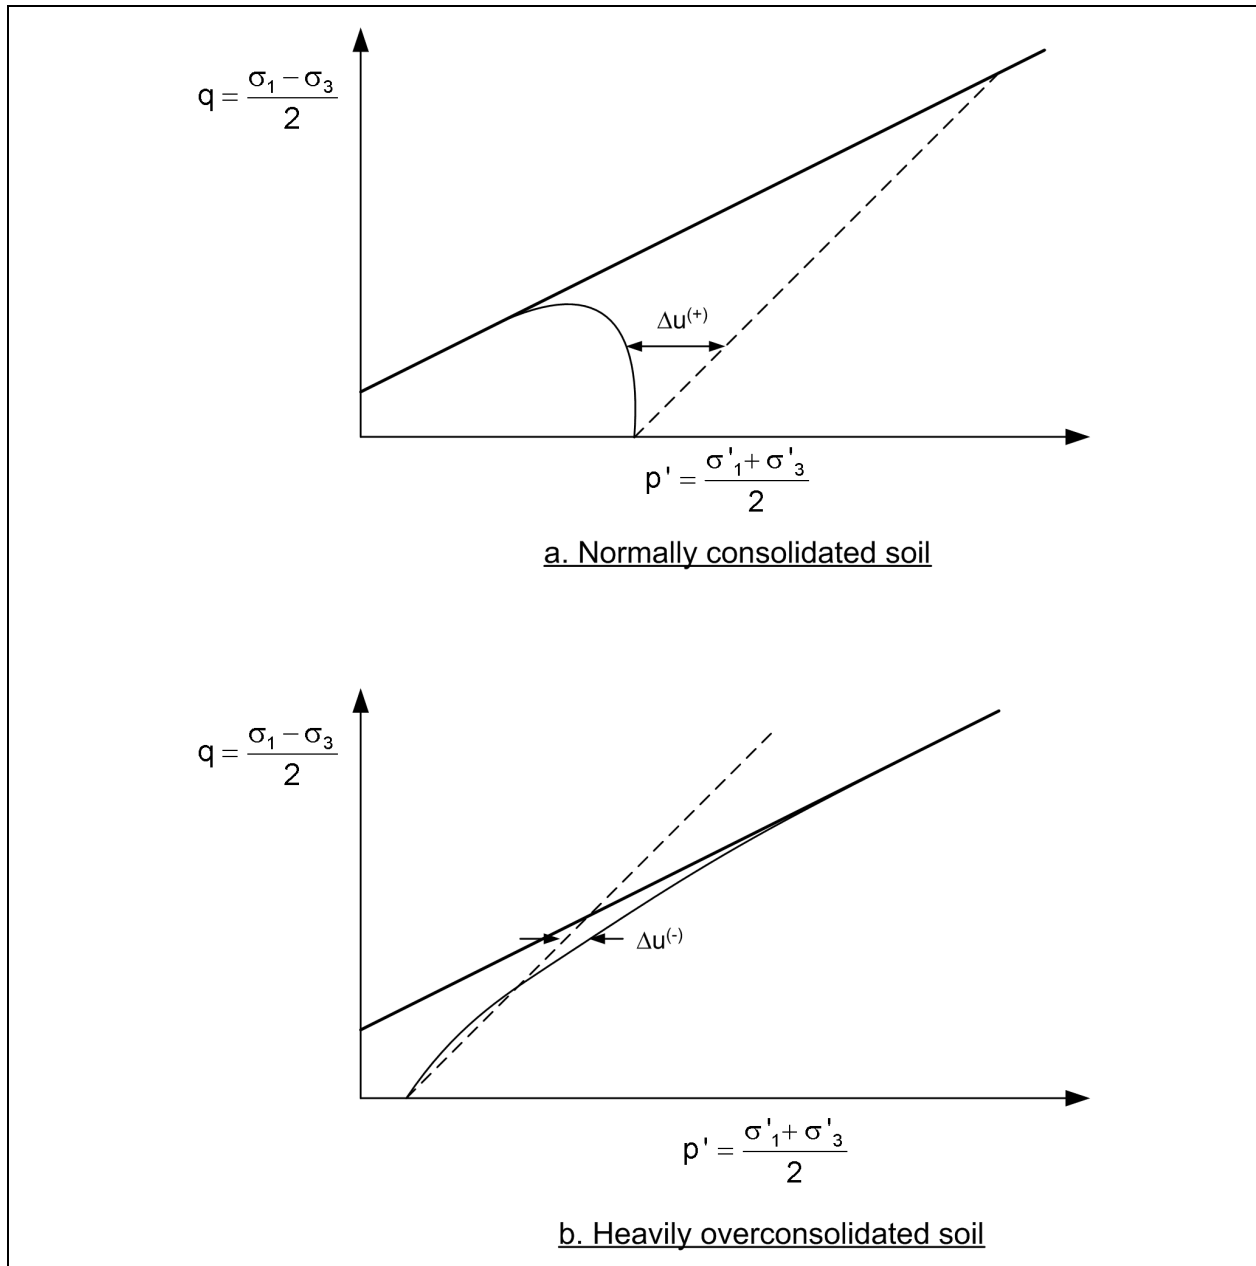 q = (σ₁ − σ₃) / 2
Δu⁽⁺⁾
p' = (σ'₁ + σ'₃) / 2
a. Normally consolidated soil
q = (σ₁ − σ₃) / 2
Δu⁽⁻⁾
p' = (σ'₁ + σ'₃) / 2
b. Heavily overconsolidated soil